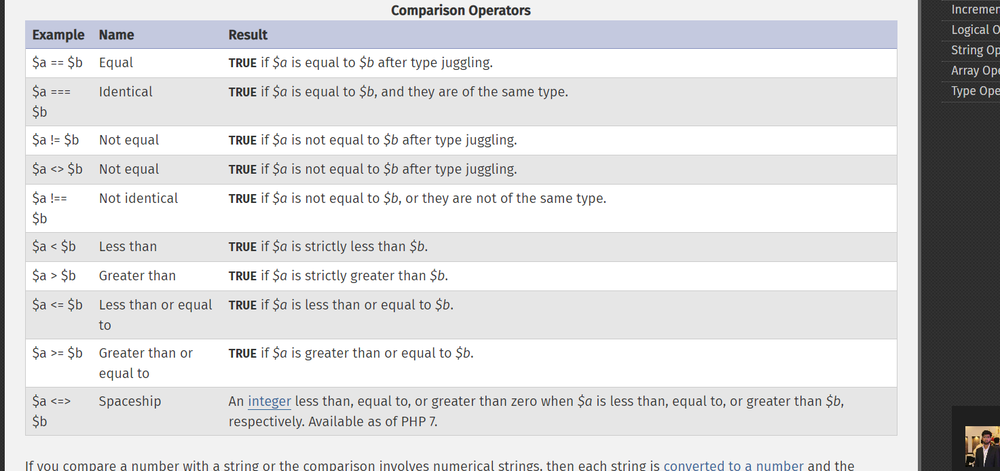 Comparison Operators
Example Name Result
$a == $b Equal TRUE if $a is equal to $b after type juggling.
$a === Identical TRUE if $a is equal to $b, and they are of the same type.
$b
$a != $b Not equal TRUE if $a is not equal to $b after type juggling.
$a <> $b Not equal TRUE if $a is not equal to $b after type juggling.
$a !== Not identical TRUE if $a is not equal to $b, or they are not of the same type.
$b
$a < $b Less than TRUE if $a is strictly less than $b.
$a > $b Greater than TRUE if $a is strictly greater than $b.
$a <= $b Less than or equal TRUE if $a is less than or equal to $b.
to
$a >= $b Greater than or TRUE if $a is greater than or equal to $b.
equal to
$a <=> Spaceship An integer less than, equal to, or greater than zero when $a is less than, equal to, or greater than $b,
$b respectively. Available as of PHP 7.
If you compare a number with a string or the comparison involves numerical strings, then each string is converted to a number and the
Incremen
Logical O
String Op
Array Ope
Type Ope